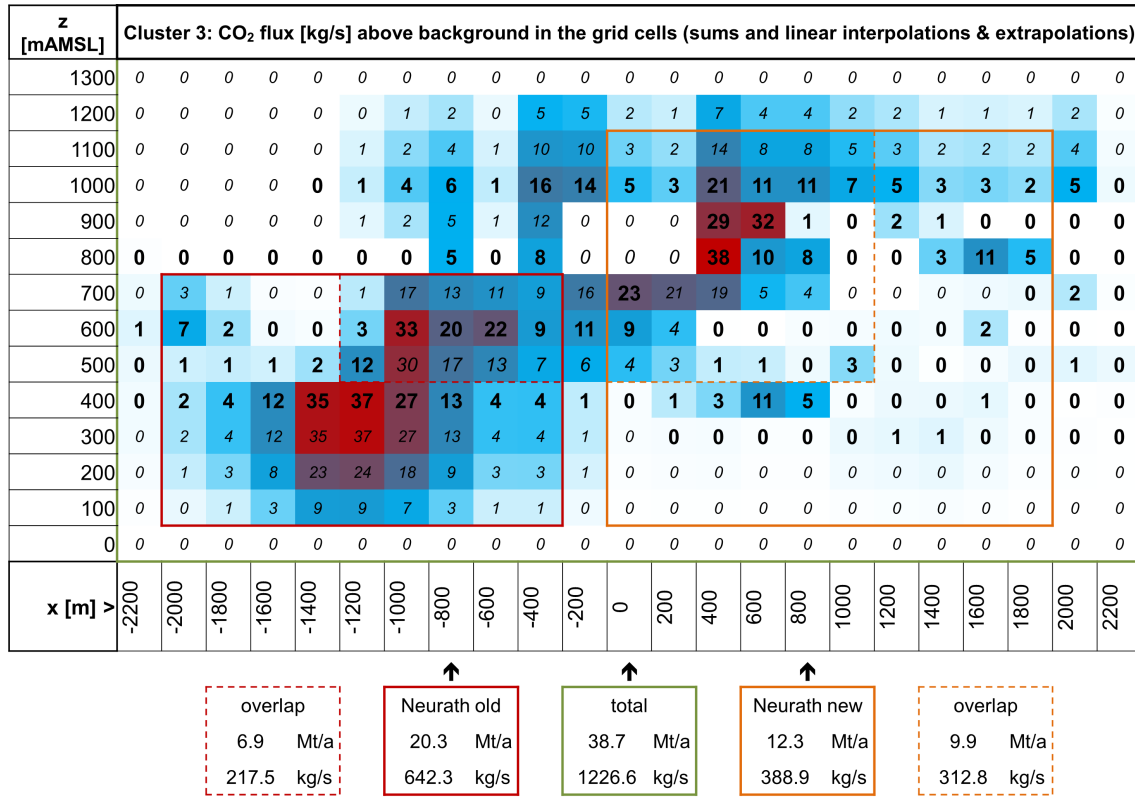 z
[mAMSL]
Cluster 3: CO₂ flux [kg/s] above background in the grid cells (sums and linear interpolations & extrapolations)
1300 0 0 0 0 0 0 0 0 0 0 0 0 0 0 0 0 0 0 0 0 0 0 0
1200 0 0 0 0 0 0 1 2 0 5 5 2 1 7 4 4 2 2 1 1 1 2 0
1100 0 0 0 0 0 1 2 4 1 10 10 3 2 14 8 8 5 3 2 2 2 4 0
1000 0 0 0 0 0 1 4 6 1 16 14 5 3 21 11 11 7 5 3 3 2 5 0
900 0 0 0 0 0 1 2 5 1 12 0 0 0 29 32 1 0 2 1 0 0 0 0
800 0 0 0 0 0 0 0 5 0 8 0 0 0 38 10 8 0 0 3 11 5 0 0
700 0 3 1 0 0 1 17 13 11 9 16 23 21 19 5 4 0 0 0 0 0 2 0
600 1 7 2 0 0 3 33 20 22 9 11 9 4 0 0 0 0 0 0 2 0 0 0
500 0 1 1 1 2 12 30 17 13 7 6 4 3 1 1 0 3 0 0 0 0 1 0
400 0 2 4 12 35 37 27 13 4 4 1 0 1 3 11 5 0 0 0 1 0 0 0
300 0 2 4 12 35 37 27 13 4 4 1 0 0 0 0 0 0 1 1 0 0 0 0
200 0 1 3 8 23 24 18 9 3 3 1 0 0 0 0 0 0 0 0 0 0 0 0
100 0 0 1 3 9 9 7 3 1 1 0 0 0 0 0 0 0 0 0 0 0 0 0
0 0 0 0 0 0 0 0 0 0 0 0 0 0 0 0 0 0 0 0 0 0 0 0
x [m] > -2200 -2000 -1800 -1600 -1400 -1200 -1000 -800 -600 -400 -200 0 200 400 600 800 1000 1200 1400 1600 1800 2000 2200
overlap Neurath old total Neurath new overlap
6.9 Mt/a 20.3 Mt/a 38.7 Mt/a 12.3 Mt/a 9.9 Mt/a
217.5 kg/s 642.3 kg/s 1226.6 kg/s 388.9 kg/s 312.8 kg/s